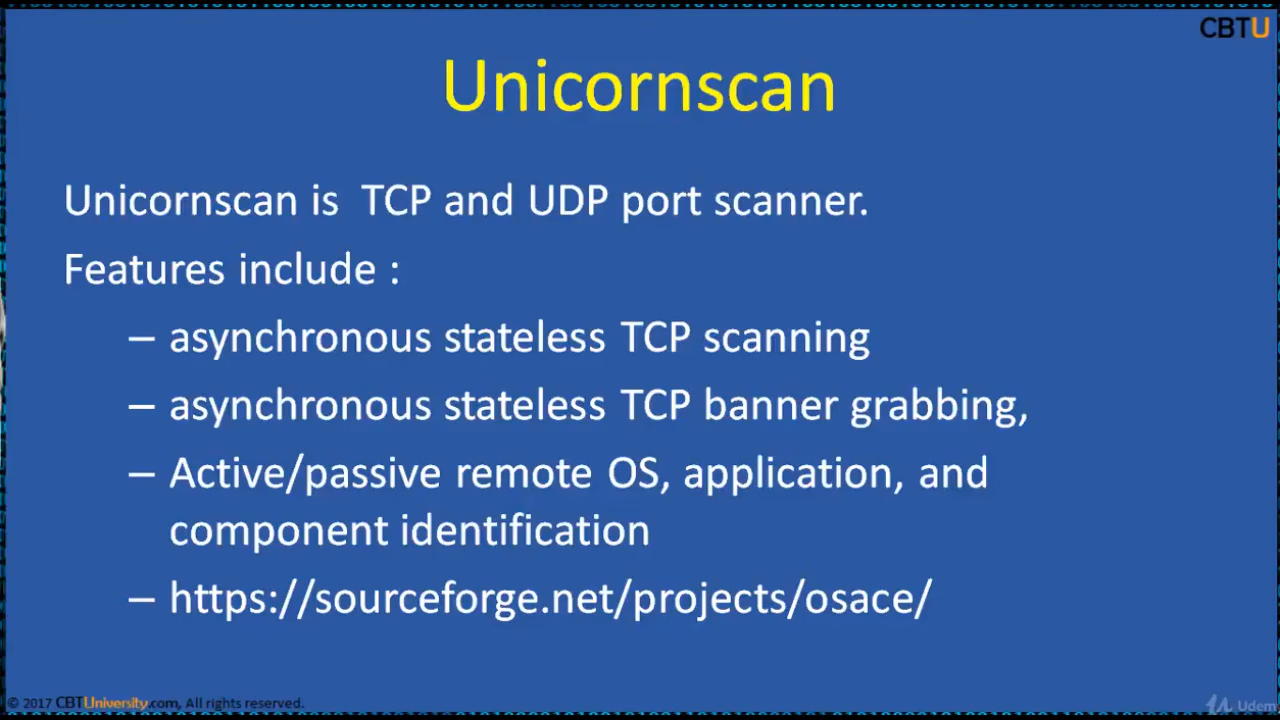 CBTU
Unicornscan
Unicornscan is  TCP and UDP port scanner.
Features include :
– asynchronous stateless TCP scanning
– asynchronous stateless TCP banner grabbing,
– Active/passive remote OS, application, and
component identification
– https://sourceforge.net/projects/osace/
© 2017 CBTUniversity.com, All rights reserved.